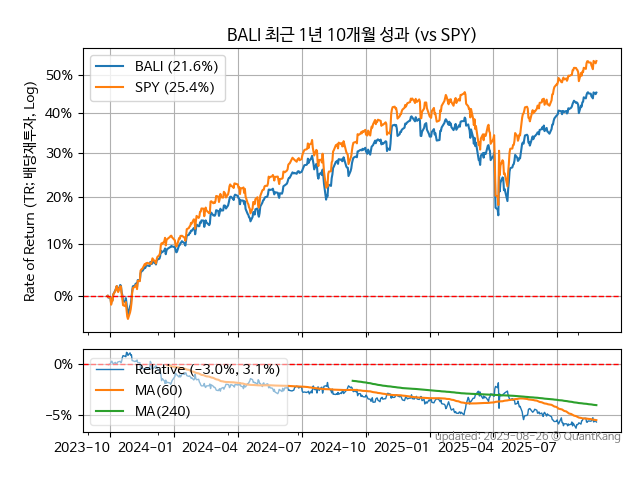 BALI 최근 1년 10개월 성과 (vs SPY)
BALI (21.6%)
SPY (25.4%)
Rate of Return (TR: 배당재투자, Log)
50%
40%
30%
20%
10%
0%
Relative (−3.0%, 3.1%)
MA(60)
MA(240)
0%
−5%
2023−10 2024−01 2024−04 2024−07 2024−10 2025−01 2025−04 2025−07
updated: 2025−08−26 © QuantKang